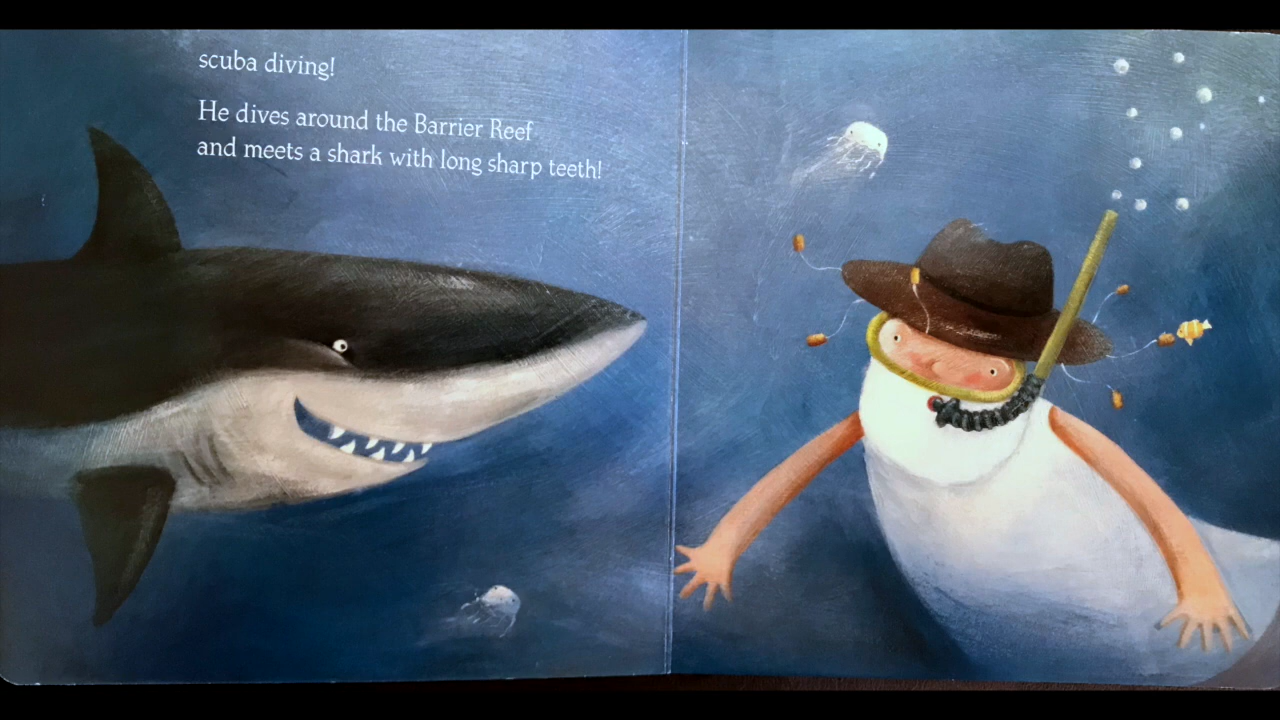 scuba diving!
He dives around the Barrier Reef
and meets a shark with long sharp teeth!